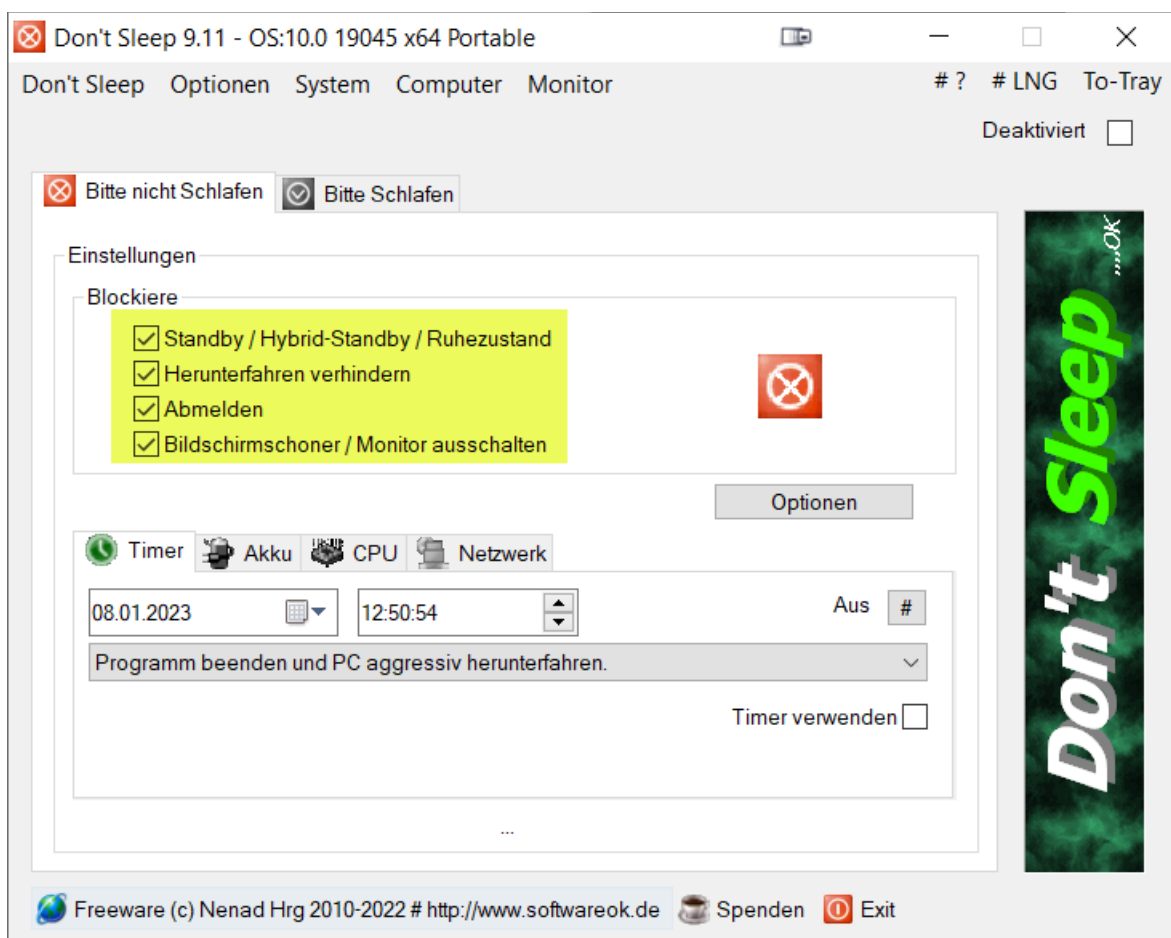 Don't Sleep 9.11 - OS:10.0 19045 x64 Portable
Don't Sleep Optionen System Computer Monitor # ? # LNG To-Tray
Deaktiviert
Bitte nicht Schlafen Bitte Schlafen
Einstellungen
Blockiere
Standby / Hybrid-Standby / Ruhezustand
Herunterfahren verhindern
Abmelden
Bildschirmschoner / Monitor ausschalten
Optionen
Timer Akku CPU Netzwerk
08.01.2023 12:50:54 Aus #
Programm beenden und PC aggressiv herunterfahren.
Timer verwenden
...
Don't Sleep ....OK
Freeware (c) Nenad Hrg 2010-2022 # http://www.softwareok.de Spenden Exit